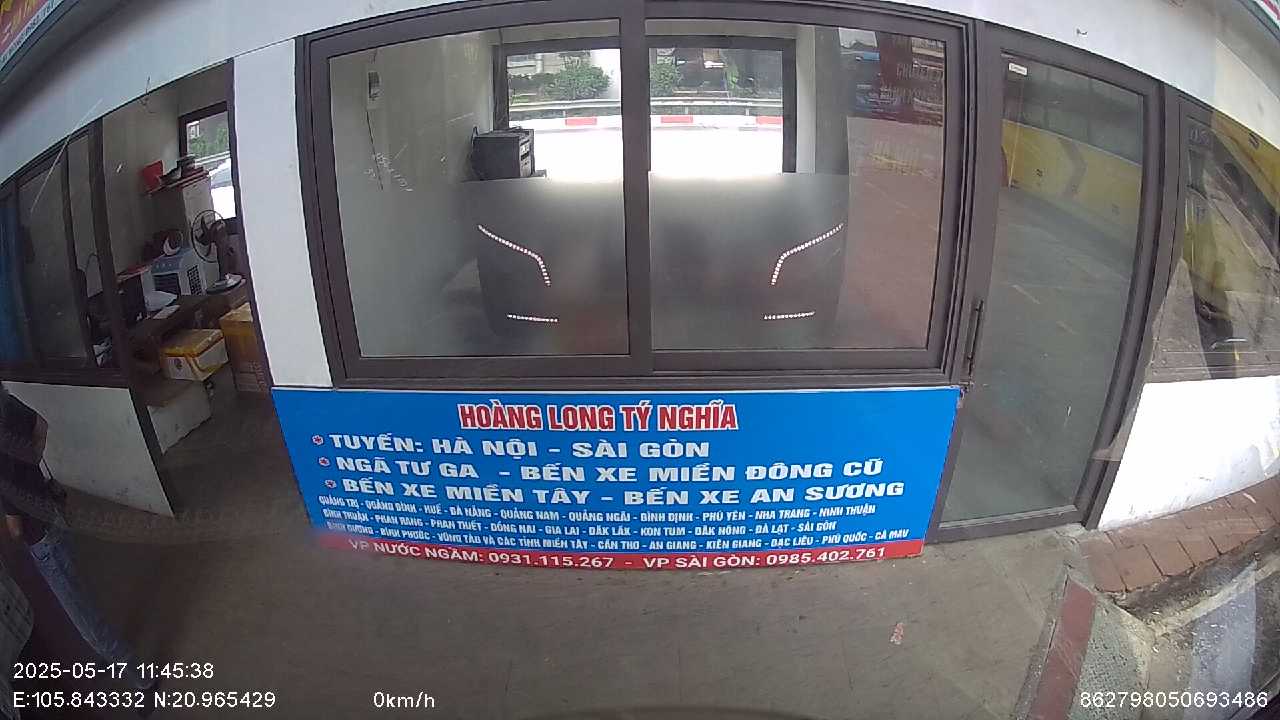 HOÀNG LONG TÝ NGHĨA
TUYẾN: HÀ NỘI - SÀI GÒN
NGÃ TƯ GA - BẾN XE MIỀN ĐÔNG CŨ
BẾN XE MIỀN TÂY - BẾN XE AN SƯƠNG
QUẢNG TRỊ - QUẢNG BÌNH - HUẾ - ĐÀ NẴNG - QUẢNG NAM - QUẢNG NGÃI - BÌNH ĐỊNH - PHÚ YÊN - NHA TRANG - NINH THUẬN
BÌNH THUẬN - PHAN RANG - PHAN THIẾT - ĐỒNG NAI - GIA LAI - ĐĂK LĂK - KON TUM - ĐĂK NÔNG - ĐÀ LẠT - SÀI GÒN
BÌNH DƯƠNG - BÌNH PHƯỚC - VŨNG TÀU VÀ CÁC TỈNH MIỀN TÂY - CẦN THƠ - AN GIANG - KIÊN GIANG - BẠC LIÊU - PHÚ QUỐC - CÀ MAU
VP NƯỚC NGẦM: 0931.115.267 - VP SÀI GÒN: 0985.402.761
2025-05-17 11:45:38
E:105.843332 N:20.965429 0km/h 862798050693486